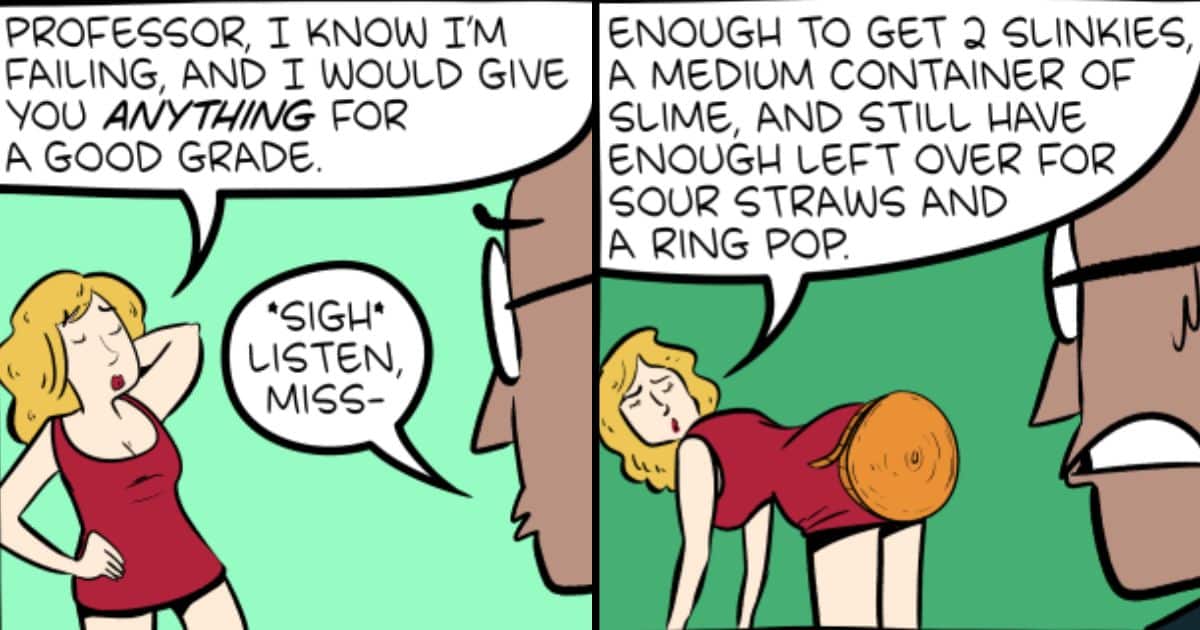 PROFESSOR, I KNOW I'M
FAILING, AND I WOULD GIVE
YOU ANYTHING FOR
A GOOD GRADE.
*SIGH*
LISTEN,
MISS-
ENOUGH TO GET 2 SLINKIES,
A MEDIUM CONTAINER OF
SLIME, AND STILL HAVE
ENOUGH LEFT OVER FOR
SOUR STRAWS AND
A RING POP.